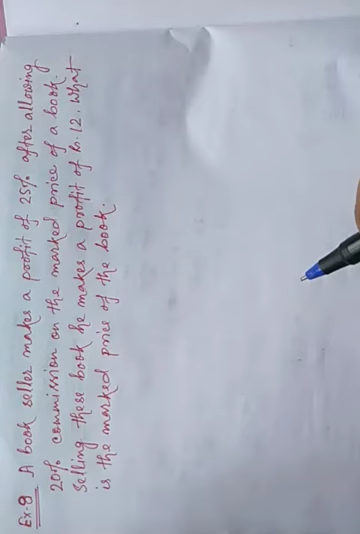 Ex-8 A book seller makes a profit of 25% after allowing
20% commission on the marked price of a book.
Selling these book he makes a profit of Rs. 12. What
is the marked price of the book.